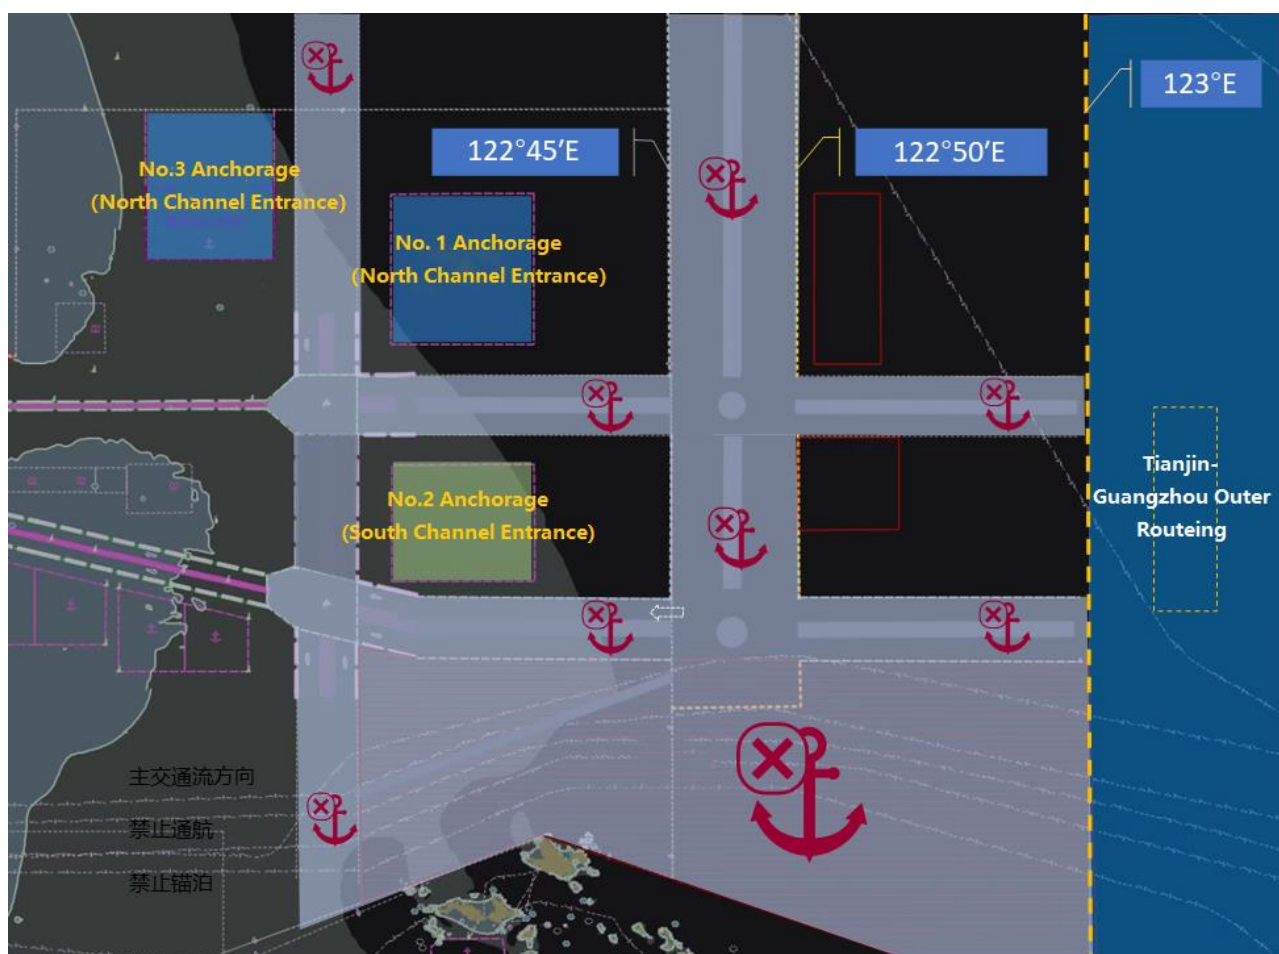 123°E
122°45′E
122°50′E
No.3 Anchorage
(North Channel Entrance)
No. 1 Anchorage
(North Channel Entrance)
No.2 Anchorage
(South Channel Entrance)
Tianjin-
Guangzhou Outer
Routeing
主交通流方向
禁止通航
禁止锚泊